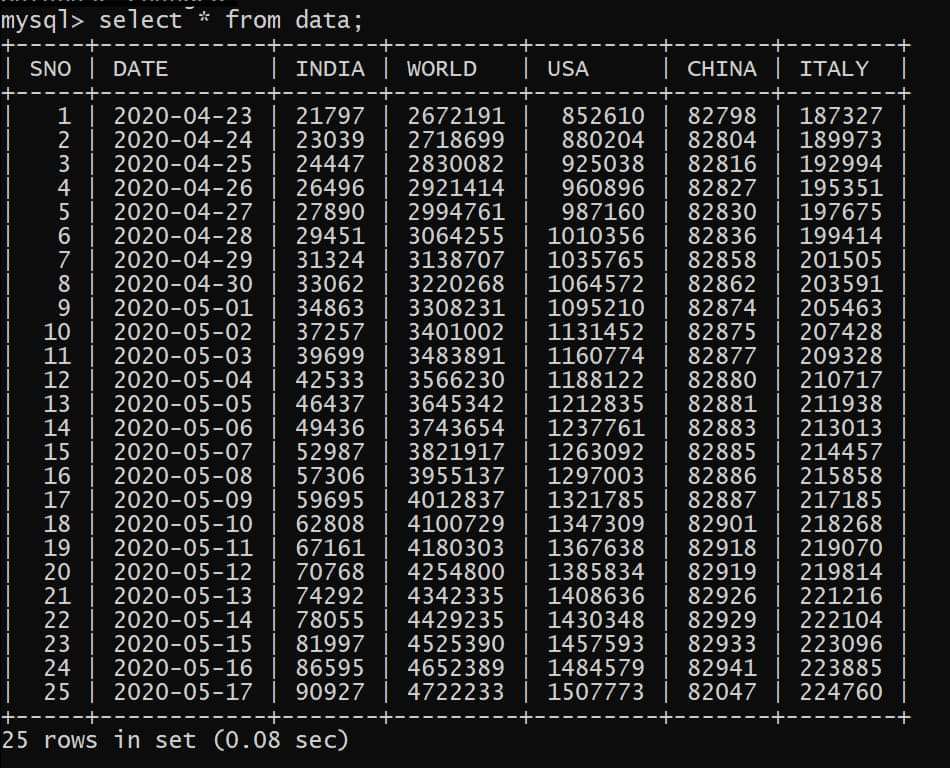 mysql> select * from data;
+-----+------------+-------+---------+---------+-------+--------+
| SNO | DATE       | INDIA | WORLD   | USA     | CHINA | ITALY  |
+-----+------------+-------+---------+---------+-------+--------+
|   1 | 2020-04-23 | 21797 | 2672191 |  852610 | 82798 | 187327 |
|   2 | 2020-04-24 | 23039 | 2718699 |  880204 | 82804 | 189973 |
|   3 | 2020-04-25 | 24447 | 2830082 |  925038 | 82816 | 192994 |
|   4 | 2020-04-26 | 26496 | 2921414 |  960896 | 82827 | 195351 |
|   5 | 2020-04-27 | 27890 | 2994761 |  987160 | 82830 | 197675 |
|   6 | 2020-04-28 | 29451 | 3064255 | 1010356 | 82836 | 199414 |
|   7 | 2020-04-29 | 31324 | 3138707 | 1035765 | 82858 | 201505 |
|   8 | 2020-04-30 | 33062 | 3220268 | 1064572 | 82862 | 203591 |
|   9 | 2020-05-01 | 34863 | 3308231 | 1095210 | 82874 | 205463 |
|  10 | 2020-05-02 | 37257 | 3401002 | 1131452 | 82875 | 207428 |
|  11 | 2020-05-03 | 39699 | 3483891 | 1160774 | 82877 | 209328 |
|  12 | 2020-05-04 | 42533 | 3566230 | 1188122 | 82880 | 210717 |
|  13 | 2020-05-05 | 46437 | 3645342 | 1212835 | 82881 | 211938 |
|  14 | 2020-05-06 | 49436 | 3743654 | 1237761 | 82883 | 213013 |
|  15 | 2020-05-07 | 52987 | 3821917 | 1263092 | 82885 | 214457 |
|  16 | 2020-05-08 | 57306 | 3955137 | 1297003 | 82886 | 215858 |
|  17 | 2020-05-09 | 59695 | 4012837 | 1321785 | 82887 | 217185 |
|  18 | 2020-05-10 | 62808 | 4100729 | 1347309 | 82901 | 218268 |
|  19 | 2020-05-11 | 67161 | 4180303 | 1367638 | 82918 | 219070 |
|  20 | 2020-05-12 | 70768 | 4254800 | 1385834 | 82919 | 219814 |
|  21 | 2020-05-13 | 74292 | 4342335 | 1408636 | 82926 | 221216 |
|  22 | 2020-05-14 | 78055 | 4429235 | 1430348 | 82929 | 222104 |
|  23 | 2020-05-15 | 81997 | 4525390 | 1457593 | 82933 | 223096 |
|  24 | 2020-05-16 | 86595 | 4652389 | 1484579 | 82941 | 223885 |
|  25 | 2020-05-17 | 90927 | 4722233 | 1507773 | 82047 | 224760 |
+-----+------------+-------+---------+---------+-------+--------+
25 rows in set (0.08 sec)